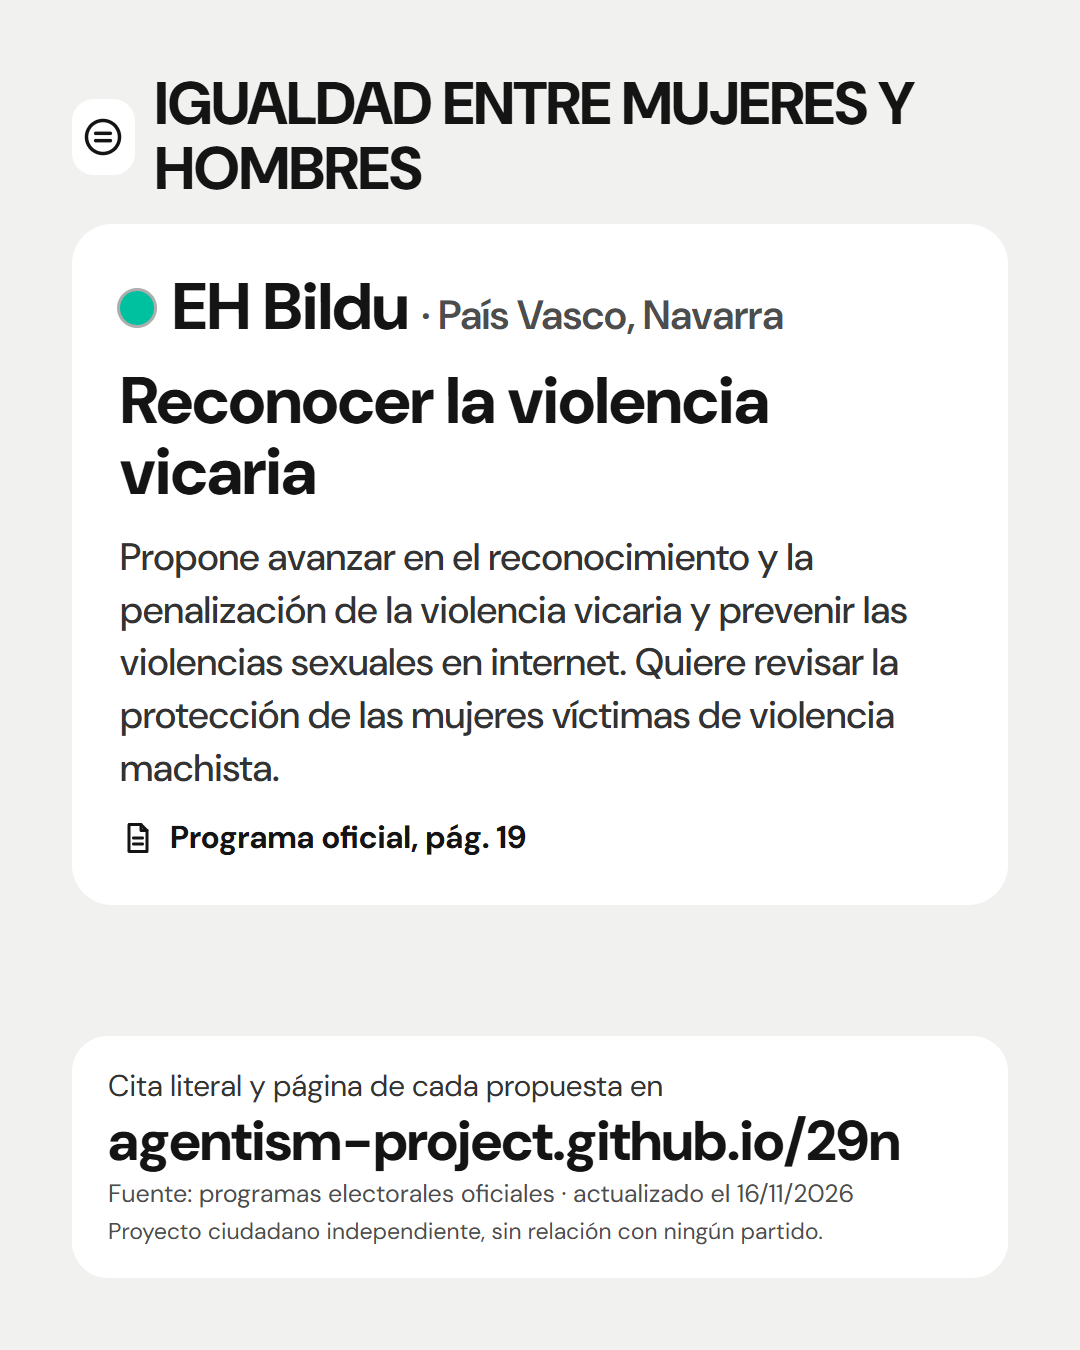 IGUALDAD ENTRE MUJERES Y
HOMBRES
EH Bildu · País Vasco, Navarra
Reconocer la violencia
vicaria
Propone avanzar en el reconocimiento y la
penalización de la violencia vicaria y prevenir las
violencias sexuales en internet. Quiere revisar la
protección de las mujeres víctimas de violencia
machista.
Programa oficial, pág. 19
Cita literal y página de cada propuesta en
agentism-project.github.io/29n
Fuente: programas electorales oficiales · actualizado el 16/11/2026
Proyecto ciudadano independiente, sin relación con ningún partido.